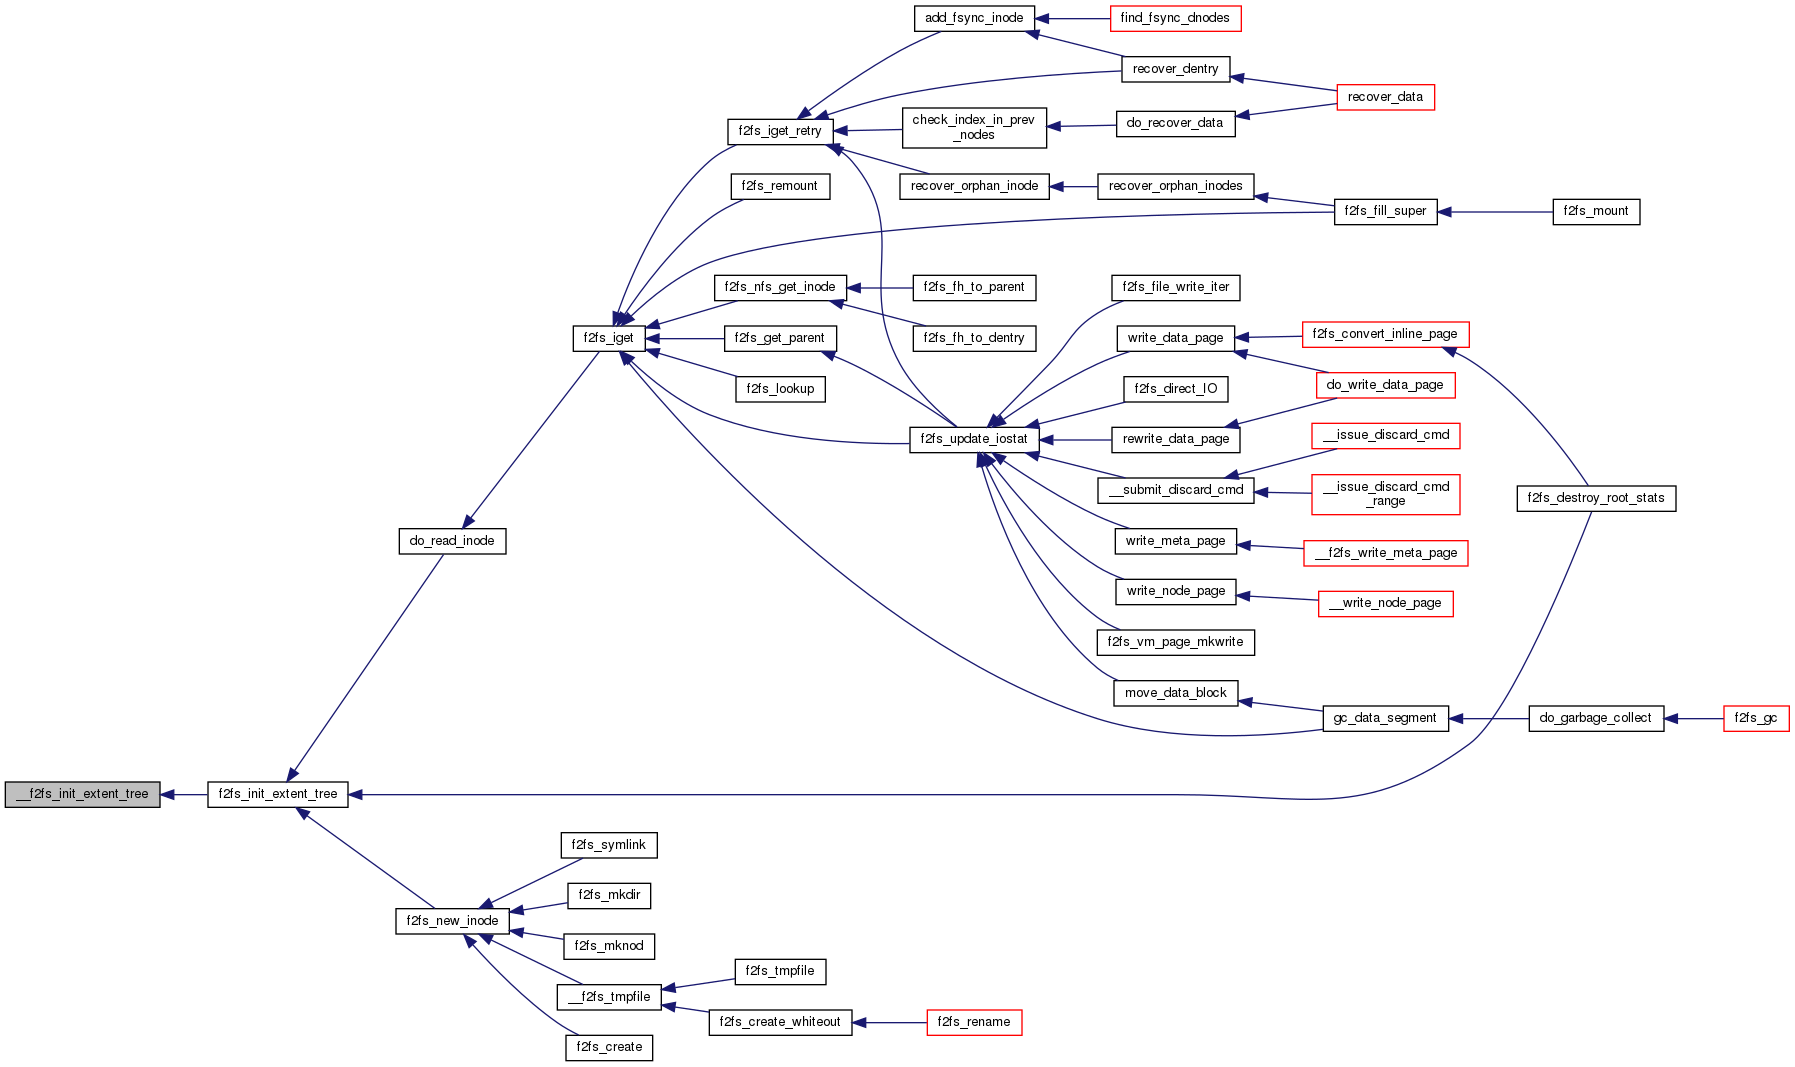 add_fsync_inode
find_fsync_dnodes
recover_dentry
recover_data
f2fs_iget_retry
check_index_in_prev
_nodes
do_recover_data
f2fs_remount
recover_orphan_inode
recover_orphan_inodes
f2fs_fill_super
f2fs_mount
f2fs_nfs_get_inode
f2fs_fh_to_parent
f2fs_file_write_iter
f2fs_iget
f2fs_get_parent
f2fs_fh_to_dentry
write_data_page
f2fs_convert_inline_page
f2fs_lookup
f2fs_direct_IO
do_write_data_page
f2fs_update_iostat
rewrite_data_page
__issue_discard_cmd
__submit_discard_cmd
__issue_discard_cmd
_range
f2fs_destroy_root_stats
do_read_inode
write_meta_page
__f2fs_write_meta_page
write_node_page
__write_node_page
f2fs_vm_page_mkwrite
move_data_block
gc_data_segment
do_garbage_collect
f2fs_gc
__f2fs_init_extent_tree
f2fs_init_extent_tree
f2fs_symlink
f2fs_mkdir
f2fs_new_inode
f2fs_mknod
f2fs_tmpfile
__f2fs_tmpfile
f2fs_create_whiteout
f2fs_rename
f2fs_create